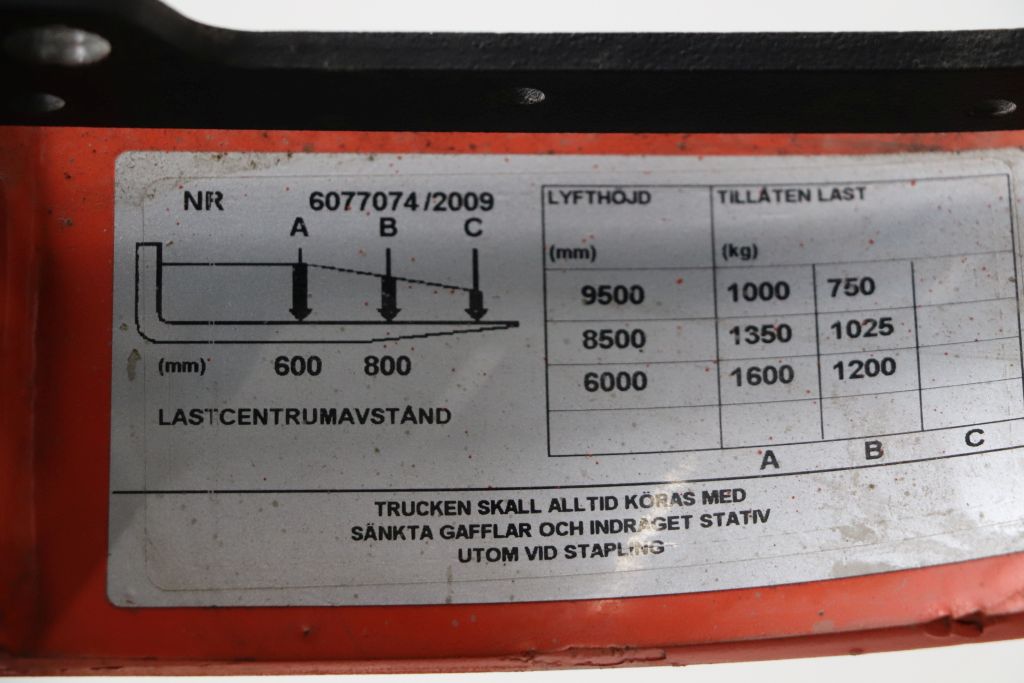 NR 6077074/2009
A B C
(mm) 600 800
LASTCENTRUMAVSTÅND
LYFTHÖJD TILLÅTEN LAST
(mm) (kg)
9500 1000 750
8500 1350 1025
6000 1600 1200
A B C
TRUCKEN SKALL ALLTID KÖRAS MED
SÄNKTA GAFFLAR OCH INDRAGET STATIV
UTOM VID STAPLING